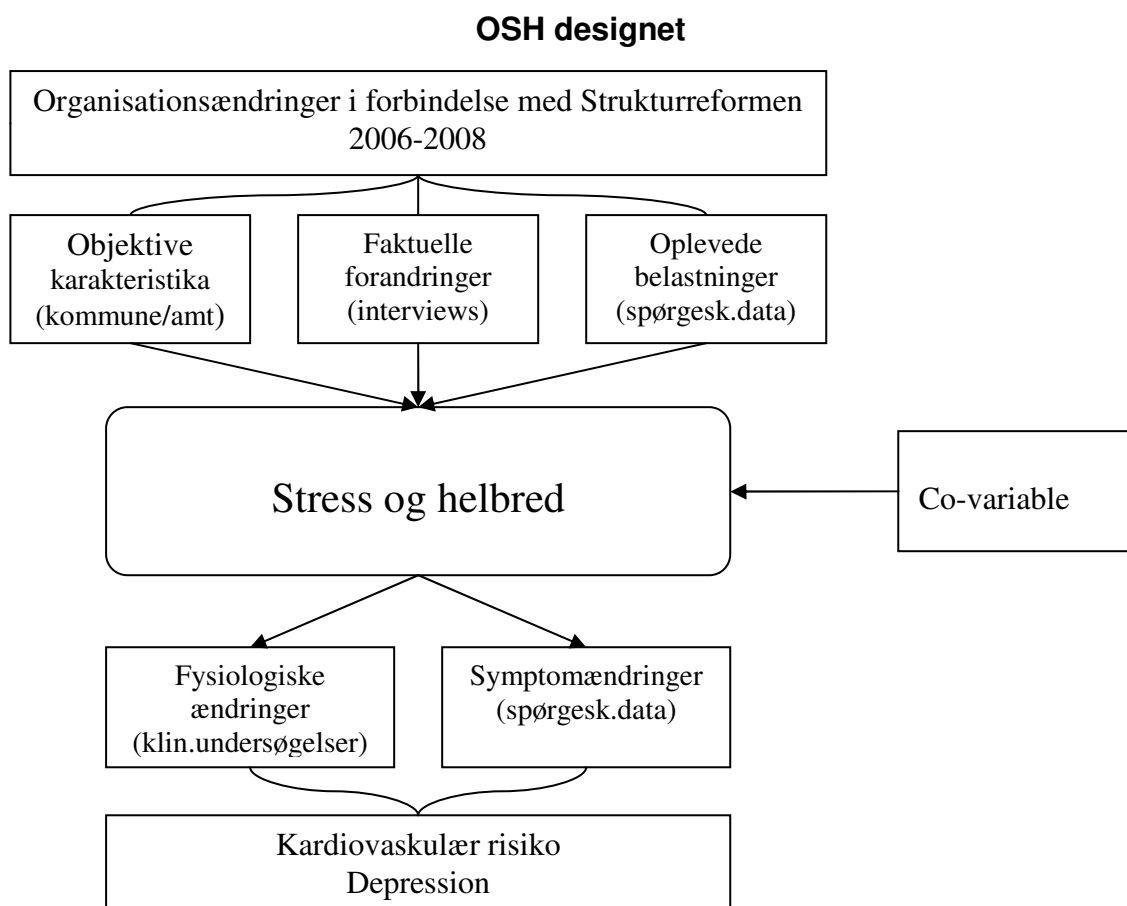 OSH designet
Organisationsændringer i forbindelse med Strukturreformen
2006-2008
Objektive
karakteristika
(kommune/amt)
Faktuelle
forandringer
(interviews)
Oplevede
belastninger
(spørgesk.data)
Stress og helbred
Co-variable
Fysiologiske
ændringer
(klin.undersøgelser)
Symptomændringer
(spørgesk.data)
Kardiovaskulær risiko
Depression